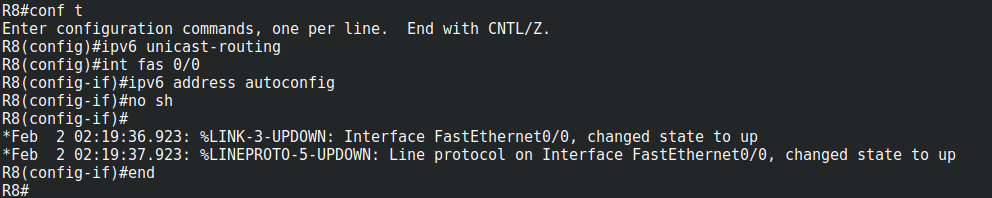 R8#conf t
Enter configuration commands, one per line.  End with CNTL/Z.
R8(config)#ipv6 unicast-routing
R8(config)#int fas 0/0
R8(config-if)#ipv6 address autoconfig
R8(config-if)#no sh
R8(config-if)#
*Feb  2 02:19:36.923: %LINK-3-UPDOWN: Interface FastEthernet0/0, changed state to up
*Feb  2 02:19:37.923: %LINEPROTO-5-UPDOWN: Line protocol on Interface FastEthernet0/0, changed state to up
R8(config-if)#end
R8#